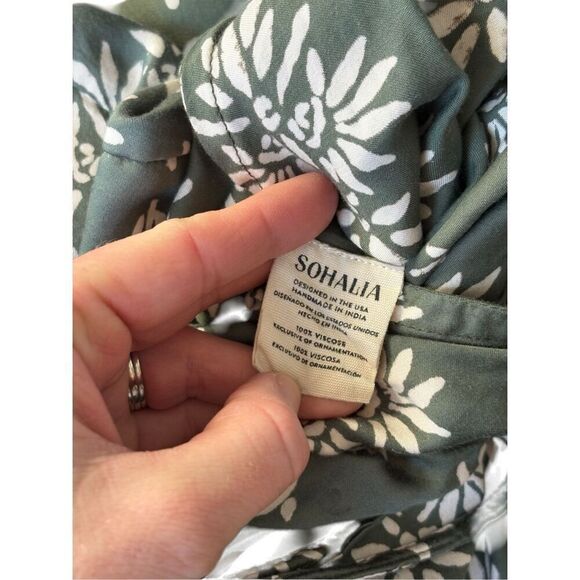 SOHALIA
DESIGNED IN THE USA
HANDMADE IN INDIA
DISEÑADO EN LOS ESTADOS UNIDOS
HECHO EN INDIA
100% VISCOSE
EXCLUSIVE OF ORNAMENTATION
100% VISCOSA
EXCLUSIVO DE ORNAMENTACIÓN